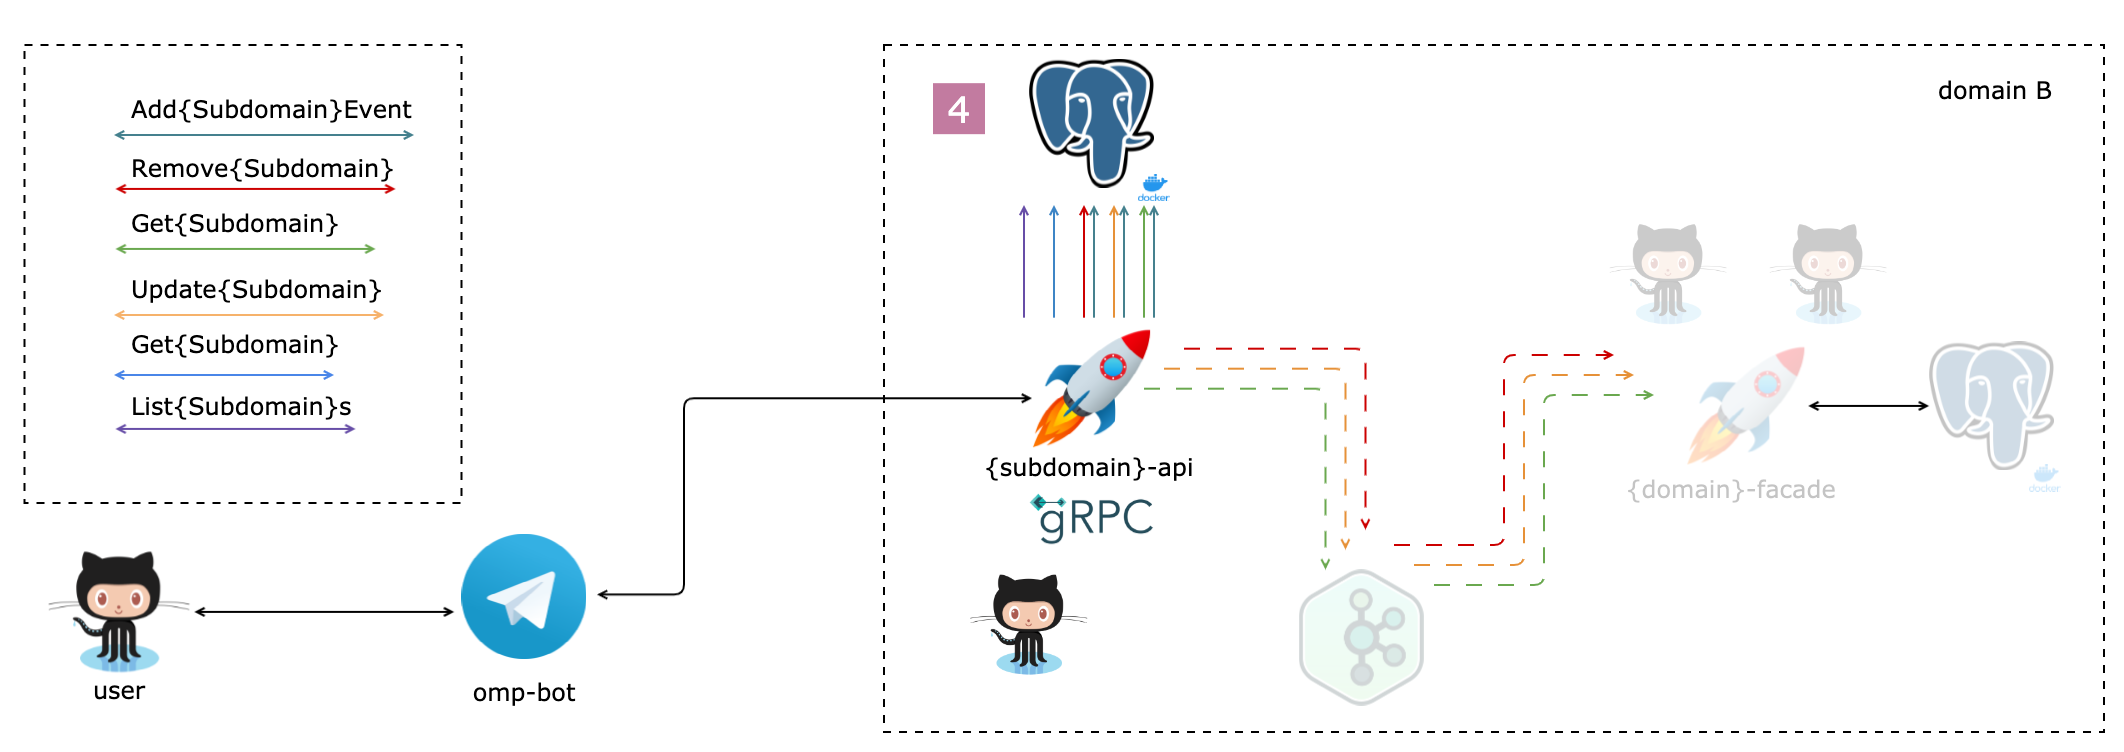 Add{Subdomain}Event
Remove{Subdomain}
Get{Subdomain}
Update{Subdomain}
Get{Subdomain}
List{Subdomain}s
user
omp-bot
4
docker
domain B
{subdomain}-api
gRPC
{domain}-facade
docker